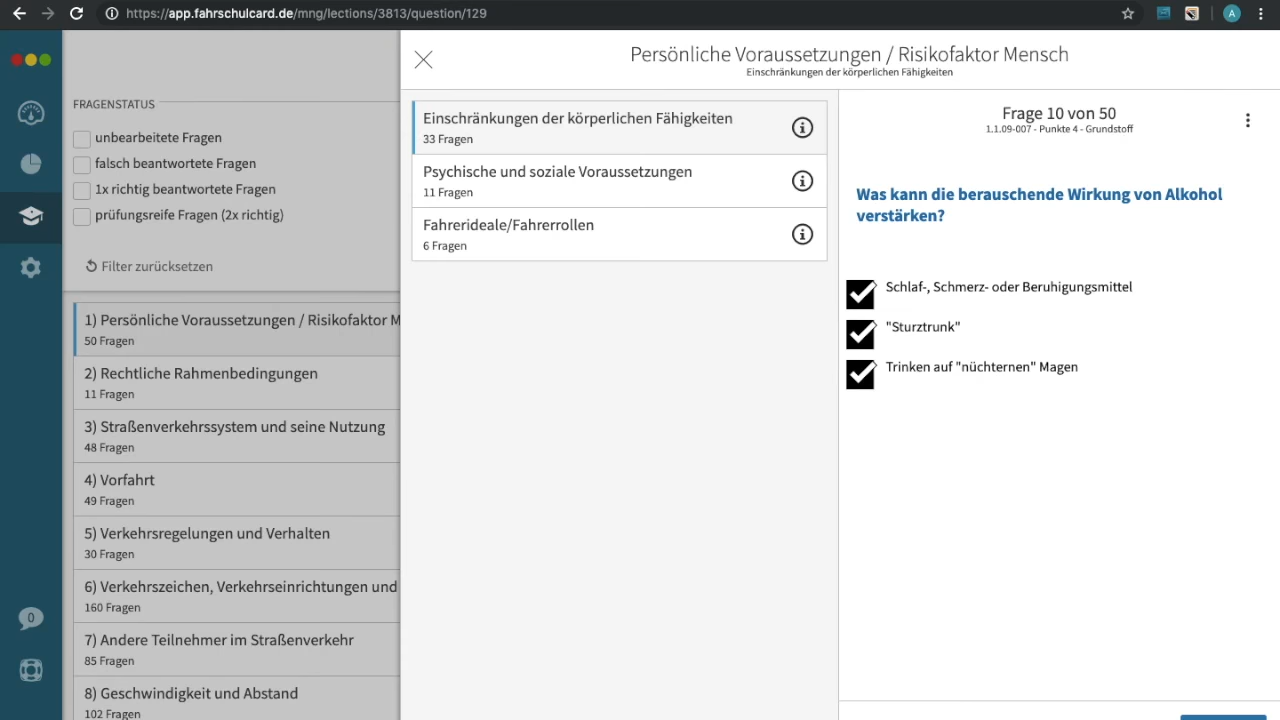 https://app.fahrschulcard.de/mng/lections/3813/question/129
A
FRAGENSTATUS
unbearbeitete Fragen
falsch beantwortete Fragen
1x richtig beantwortete Fragen
prüfungsreife Fragen (2x richtig)
Filter zurücksetzen
1) Persönliche Voraussetzungen / Risikofaktor M
50 Fragen
2) Rechtliche Rahmenbedingungen
11 Fragen
3) Straßenverkehrssystem und seine Nutzung
48 Fragen
4) Vorfahrt
49 Fragen
5) Verkehrsregelungen und Verhalten
30 Fragen
6) Verkehrszeichen, Verkehrseinrichtungen und
160 Fragen
7) Andere Teilnehmer im Straßenverkehr
85 Fragen
8) Geschwindigkeit und Abstand
102 Fragen
0
Persönliche Voraussetzungen / Risikofaktor Mensch
Einschränkungen der körperlichen Fähigkeiten
Einschränkungen der körperlichen Fähigkeiten
33 Fragen
Psychische und soziale Voraussetzungen
11 Fragen
Fahrerideale/Fahrerrollen
6 Fragen
Frage 10 von 50
1.1.09-007 - Punkte 4 - Grundstoff
Was kann die berauschende Wirkung von Alkohol
verstärken?
Schlaf-, Schmerz- oder Beruhigungsmittel
"Sturztrunk"
Trinken auf "nüchternen" Magen